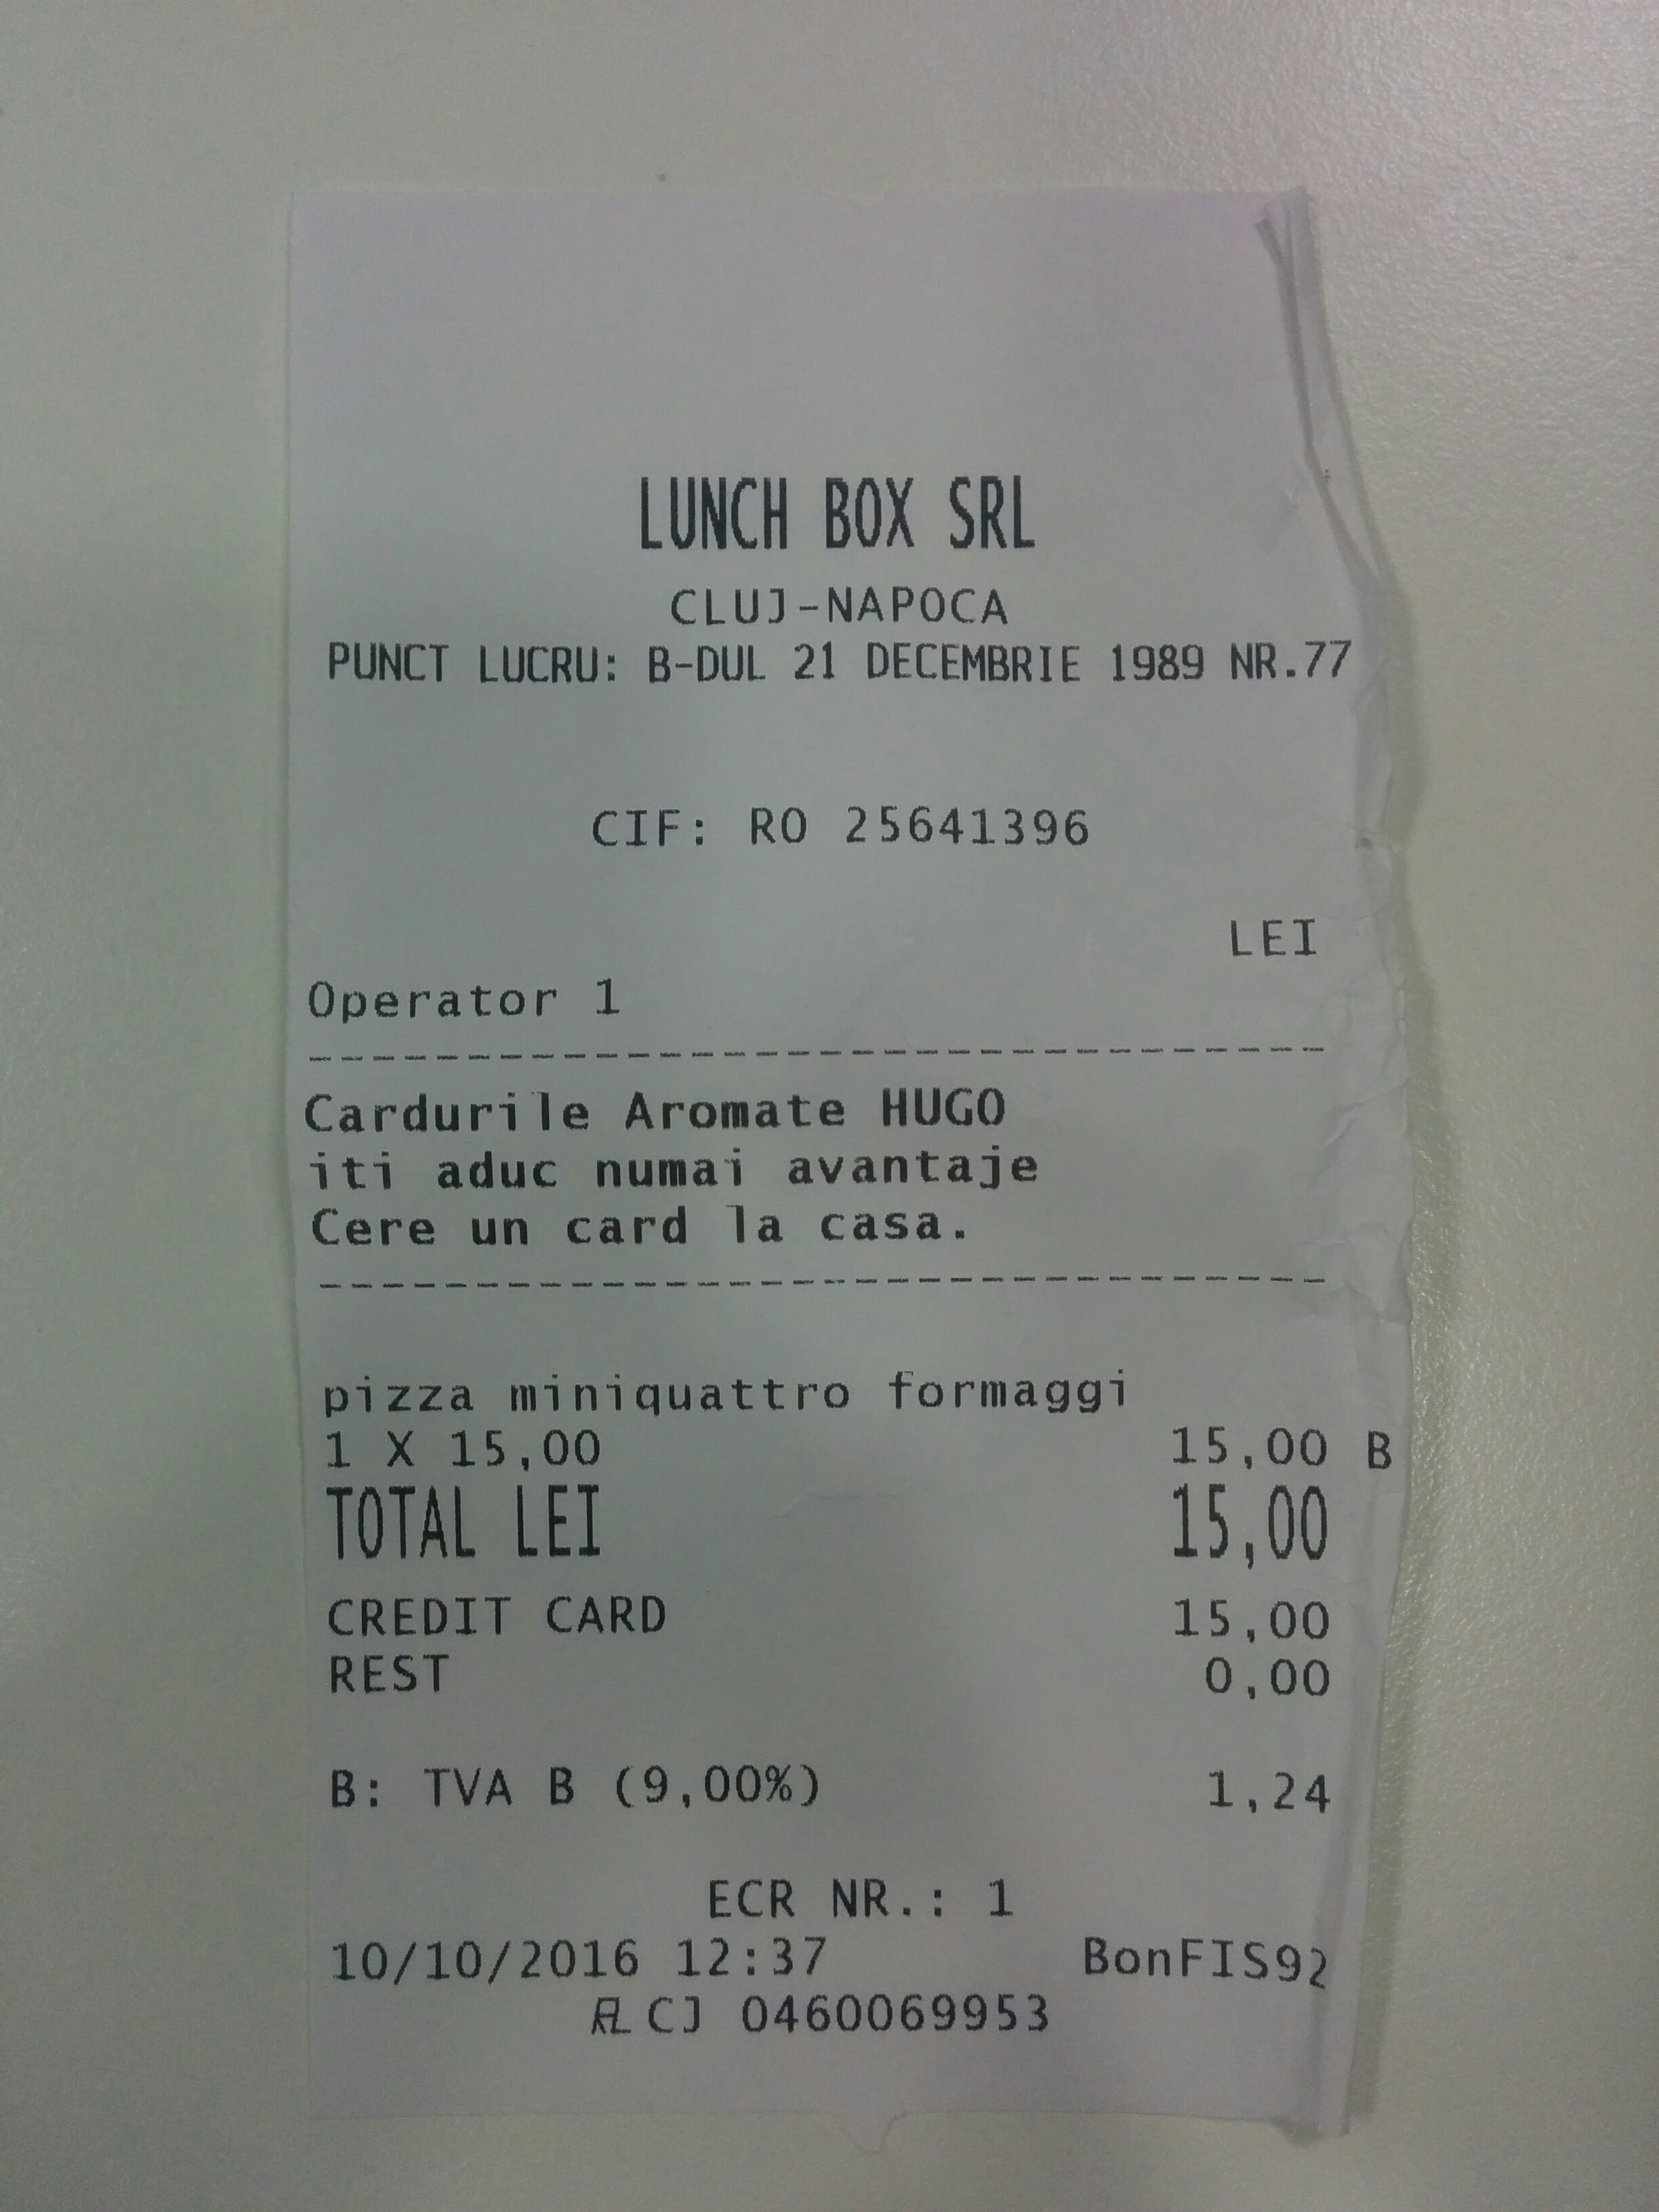 LUNCH BOX SRL
CLUJ-NAPOCA
PUNCT LUCRU: B-DUL 21 DECEMBRIE 1989 NR.77
CIF: RO 25641396
LEI
Operator 1
--------------------------------
Cardurile Aromate HUGO
iti aduc numai avantaje
Cere un card la casa.
--------------------------------
pizza miniquattro formaggi
1 X 15,00 15,00 B
TOTAL LEI 15,00
CREDIT CARD 15,00
REST 0,00
B: TVA B (9,00%) 1,24
ECR NR.: 1
10/10/2016 12:37 BonFIS92
CJ 0460069953